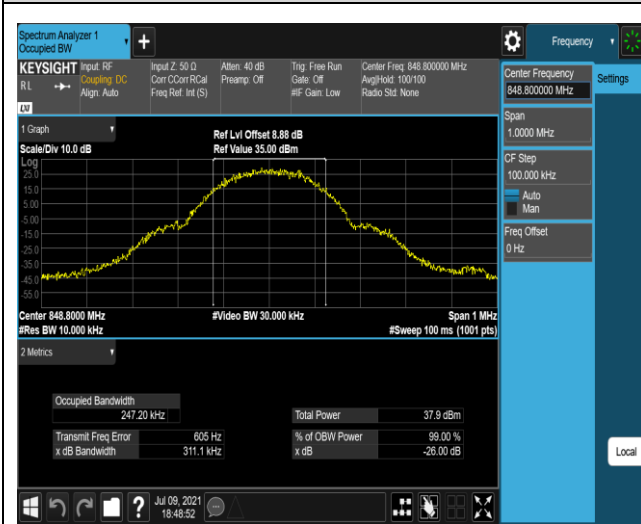 Spectrum Analyzer 1
Occupied BW
+
Frequency
KEYSIGHT
RL
LXI
Input: RF
Coupling: DC
Align: Auto
Input Z: 50 Ω
Corr CCorr RCal
Freq Ref: Int (S)
Atten: 40 dB
Preamp: Off
Trig: Free Run
Gate: Off
#IF Gain: Low
Center Freq: 848.800000 MHz
Avg|Hold: 100/100
Radio Std: None
Center Frequency
848.800000 MHz
Settings
Span
1.0000 MHz
CF Step
100.000 kHz
Auto
Man
Freq Offset
0 Hz
Local
1 Graph
Scale/Div 10.0 dB
Ref Lvl Offset 8.88 dB
Ref Value 35.00 dBm
Log
25.0
15.0
5.00
-5.00
-15.0
-25.0
-35.0
-45.0
-55.0
Center 848.8000 MHz
#Res BW 10.000 kHz
#Video BW 30.000 kHz
Span 1 MHz
#Sweep 100 ms (1001 pts)
2 Metrics
Occupied Bandwidth
247.20 kHz
Transmit Freq Error 605 Hz
x dB Bandwidth 311.1 kHz
Total Power 37.9 dBm
% of OBW Power 99.00 %
x dB -26.00 dB
?
Jul 09, 2021
18:48:52